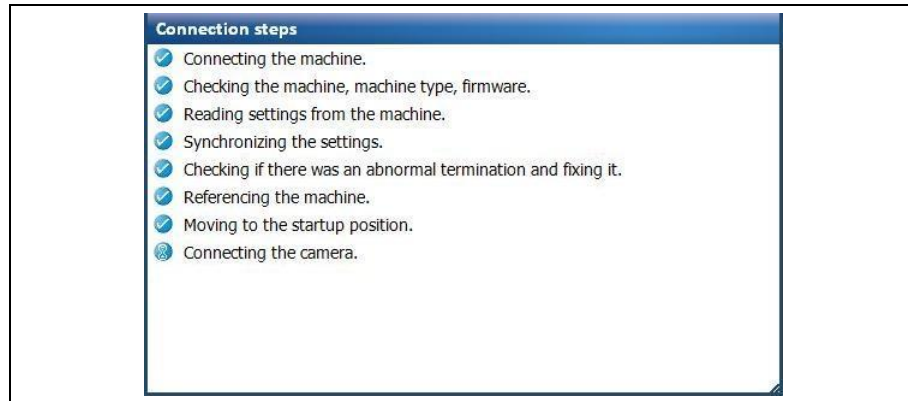 Connection steps
Connecting the machine.
Checking the machine, machine type, firmware.
Reading settings from the machine.
Synchronizing the settings.
Checking if there was an abnormal termination and fixing it.
Referencing the machine.
Moving to the startup position.
Connecting the camera.